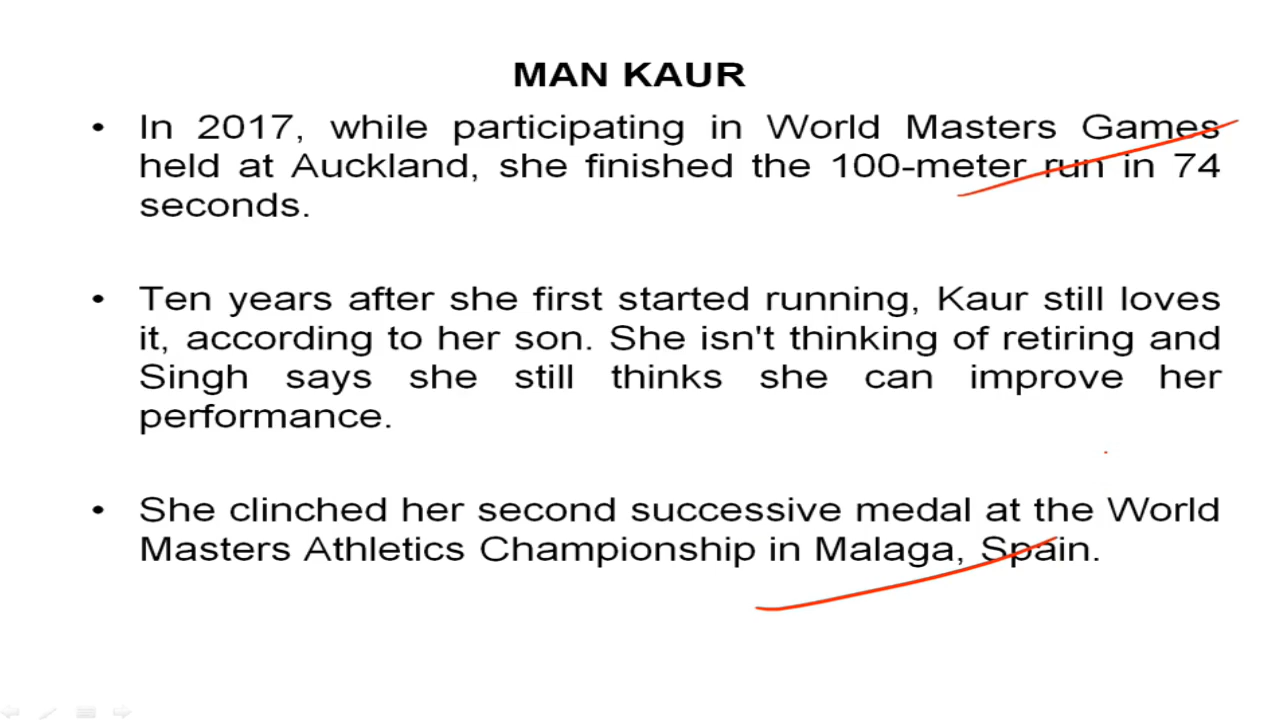 MAN KAUR
• In 2017, while participating in World Masters Games
held at Auckland, she finished the 100-meter run in 74
seconds.
• Ten years after she first started running, Kaur still loves
it, according to her son. She isn't thinking of retiring and
Singh says she still thinks she can improve her
performance.
• She clinched her second successive medal at the World
Masters Athletics Championship in Malaga, Spain.